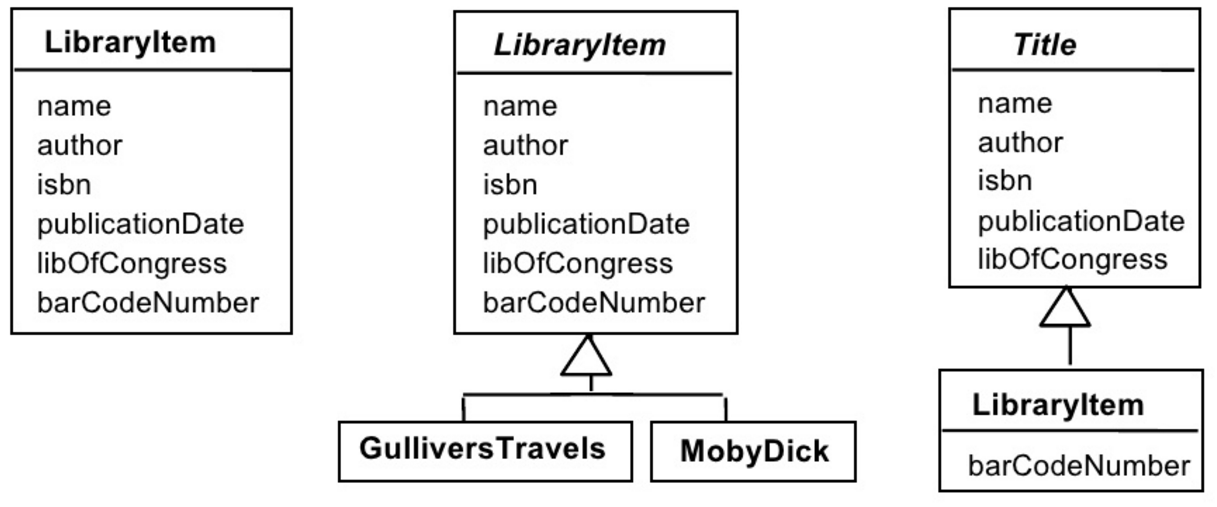 LibraryItem
name
author
isbn
publicationDate
libOfCongress
barCodeNumber
LibraryItem
name
author
isbn
publicationDate
libOfCongress
barCodeNumber
GulliversTravels
MobyDick
Title
name
author
isbn
publicationDate
libOfCongress
LibraryItem
barCodeNumber